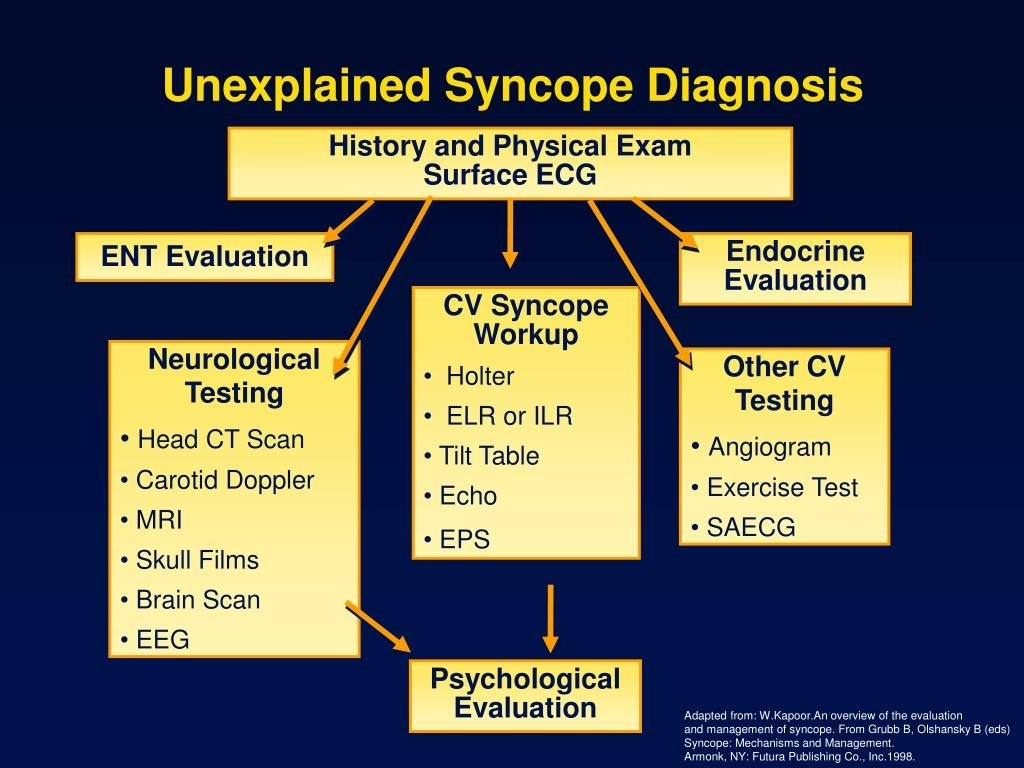 Unexplained Syncope Diagnosis
History and Physical Exam
Surface ECG
ENT Evaluation
Endocrine
Evaluation
CV Syncope
Workup
• Holter
• ELR or ILR
• Tilt Table
• Echo
• EPS
Neurological
Testing
• Head CT Scan
• Carotid Doppler
• MRI
• Skull Films
• Brain Scan
• EEG
Other CV
Testing
• Angiogram
• Exercise Test
• SAECG
Psychological
Evaluation
Adapted from: W.Kapoor.An overview of the evaluation
and management of syncope. From Grubb B, Olshansky B (eds)
Syncope: Mechanisms and Management.
Armonk, NY: Futura Publishing Co., Inc.1998.